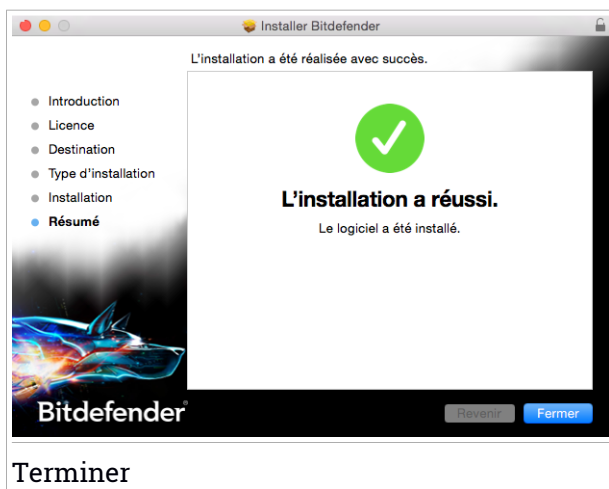 Installer Bitdefender
L'installation a été réalisée avec succès.
Introduction
Licence
Destination
Type d'installation
Installation
Résumé
L'installation a réussi.
Le logiciel a été installé.
Bitdefender
Revenir
Fermer
Terminer